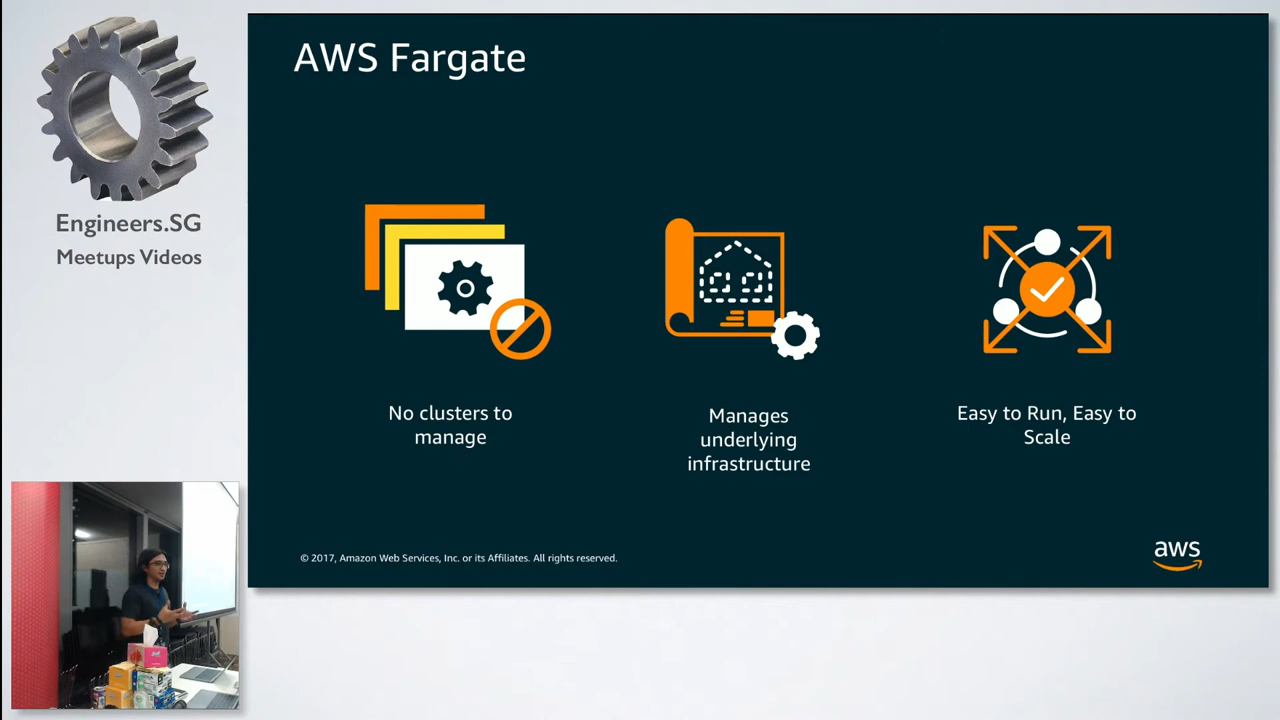 Engineers.SG
Meetups Videos
AWS Fargate
No clusters to
manage
Manages
underlying
infrastructure
Easy to Run, Easy to
Scale
© 2017, Amazon Web Services, Inc. or its Affiliates. All rights reserved.
aws